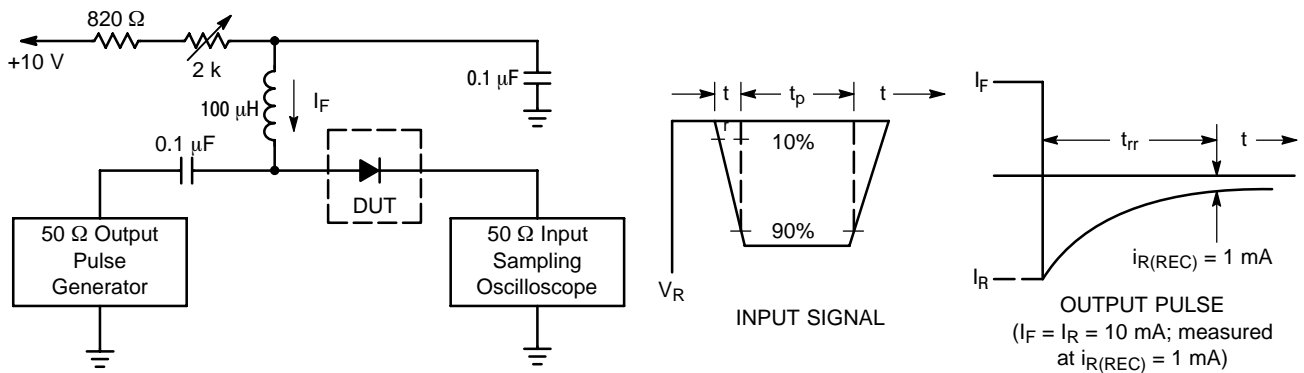 820 Ω
+10 V
2 k
100 μH
I_F
0.1 μF
0.1 μF
DUT
50 Ω Output
Pulse
Generator
50 Ω Input
Sampling
Oscilloscope
t
r
t_p
t
10%
90%
V_R
INPUT SIGNAL
I_F
t_rr
t
i_R(REC) = 1 mA
I_R
OUTPUT PULSE
(I_F = I_R = 10 mA; measured
at i_R(REC) = 1 mA)